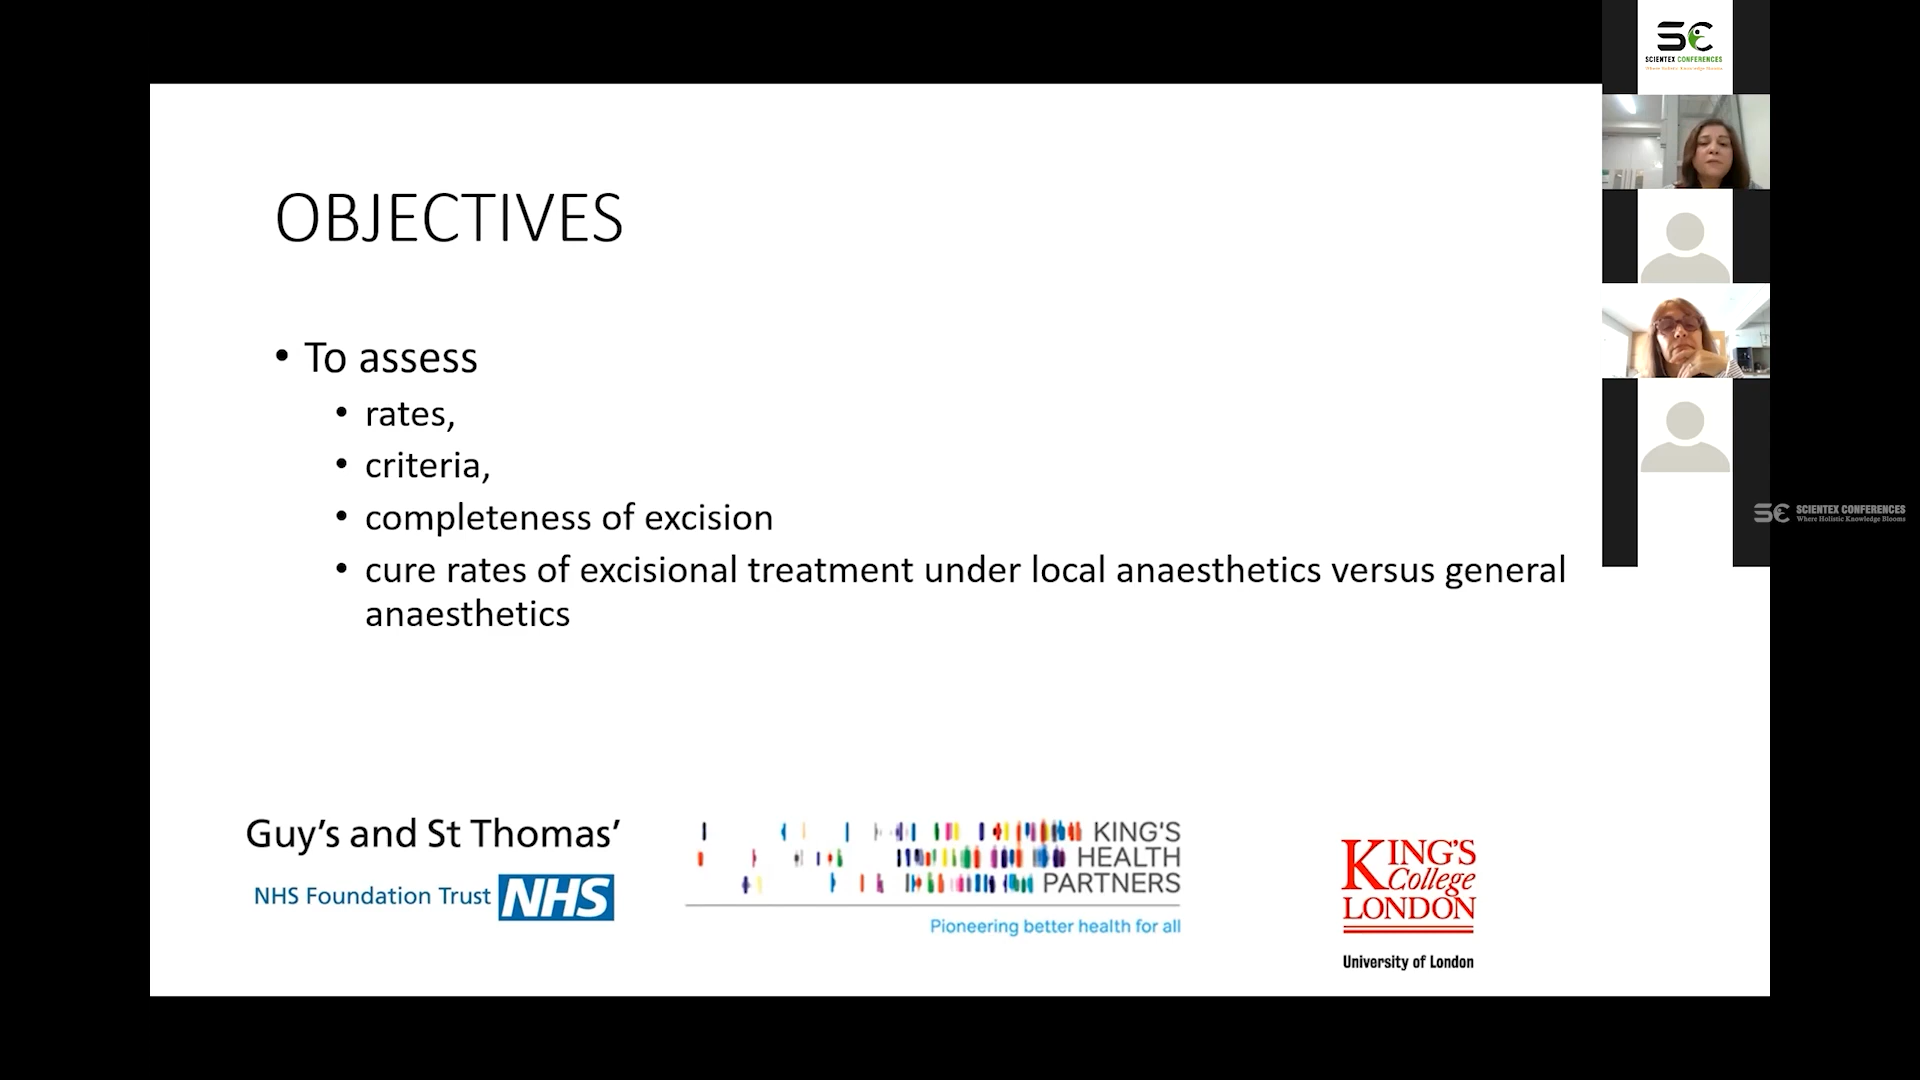 OBJECTIVES
• To assess
• rates,
• criteria,
• completeness of excision
• cure rates of excisional treatment under local anaesthetics versus general
anaesthetics
Guy's and St Thomas'
NHS Foundation Trust NHS
KING'S
HEALTH
PARTNERS
Pioneering better health for all
KING'S
College
LONDON
University of London
SC
SCIENTEX CONFERENCES
Where Holistic Knowledge Blooms
SC SCIENTEX CONFERENCES
Where Holistic Knowledge Blooms